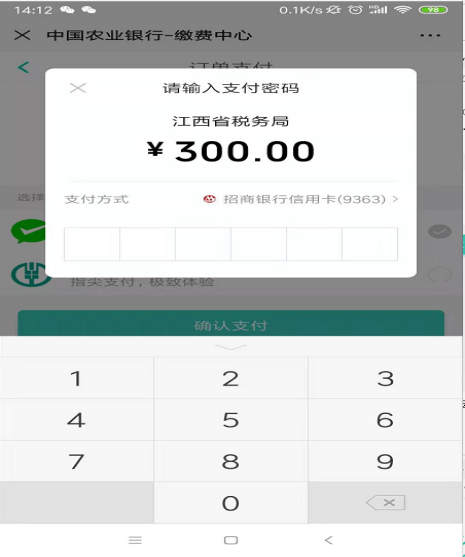 14:12 0.1K/s 98
中国农业银行-缴费中心 ...
订单支付
请输入支付密码
江西省税务局
¥ 300.00
选择
支付方式 招商银行信用卡(9363) >
指尖支付，极致体验
确认支付
1 2 3
4 5 6
7 8 9
0